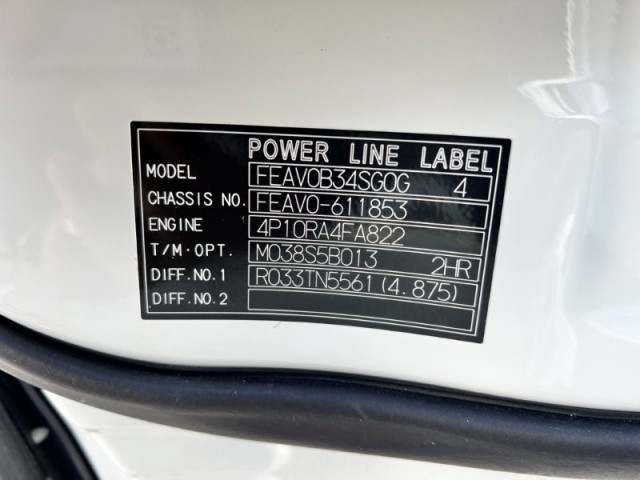 POWER LINE LABEL
MODEL FEAV0B34SG0G 4
CHASSIS NO. FEAV0-611853
ENGINE 4P10RA4FA822
T/M·OPT. M038S5B013 2HR
DIFF.NO.1 R033TN5561(4.875)
DIFF.NO.2